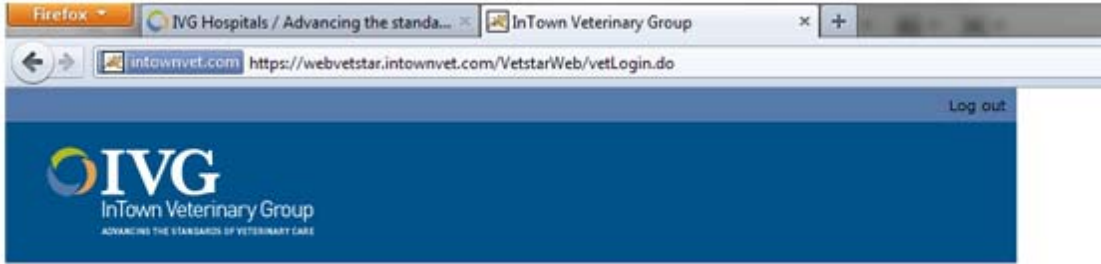 Firefox IVG Hospitals / Advancing the standa... InTown Veterinary Group
intownvet.com https://webvetstar.intownvet.com/VetstarWeb/vetLogin.do
Log out
IVG
InTown Veterinary Group
ADVANCING THE STANDARDS OF VETERINARY CARE